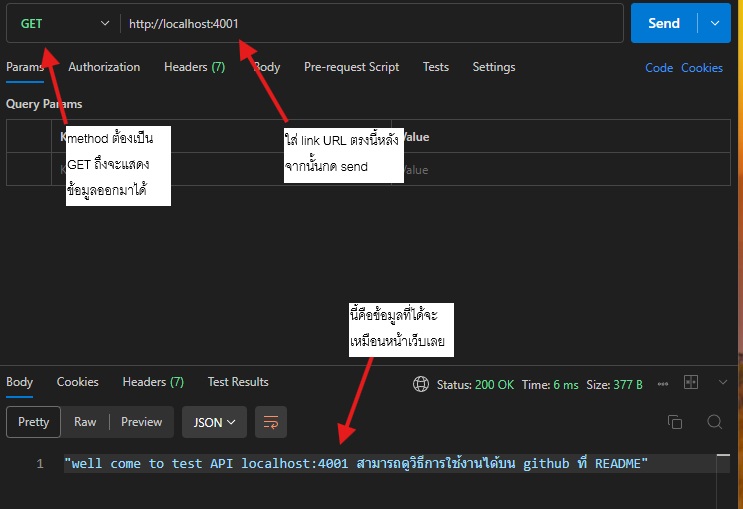 GET http://localhost:4001 Send
Params Authorization Headers (7) Body Pre-request Script Tests Settings Code Cookies
Query Params
K Value
Value
method ต้องเป็น
GET ถึงจะแสดง
ข้อมูลออกมาได้
ใส่ link URL ตรงนี้หลัง
จากนั้นกด send
นี้คือข้อมูลที่ได้จะ
เหมือนหน้าเว็บเลย
Body Cookies Headers (7) Test Results Status: 200 OK Time: 6 ms Size: 377 B
Pretty Raw Preview JSON
1 "well come to test API localhost:4001 สามารถดูวิธีการใช้งานได้บน github ที่ README"